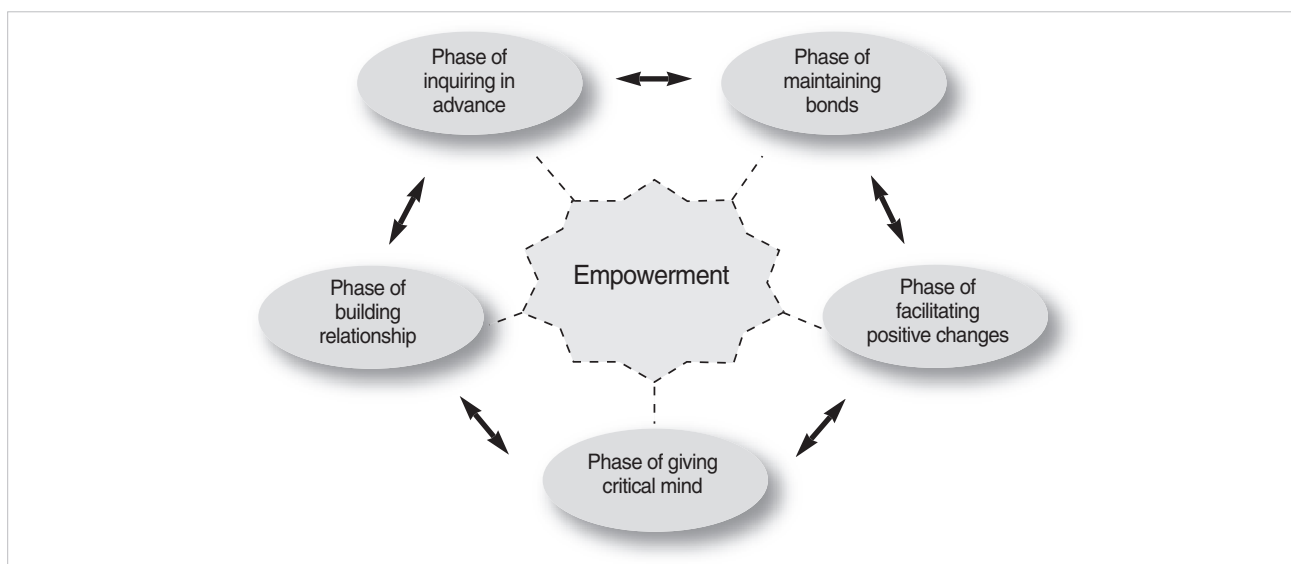 Phase of
inquiring in
advance
Phase of
maintaining
bonds
Empowerment
Phase of
building
relationship
Phase of
facilitating
positive changes
Phase of giving
critical mind